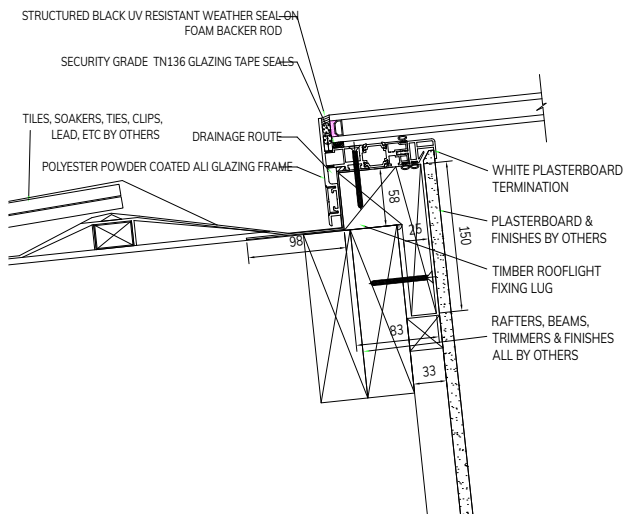 STRUCTURED BLACK UV RESISTANT WEATHER SEAL ON
FOAM BACKER ROD
SECURITY GRADE TN136 GLAZING TAPE SEALS
TILES, SOAKERS, TIES, CLIPS,
LEAD, ETC BY OTHERS
DRAINAGE ROUTE
POLYESTER POWDER COATED ALI GLAZING FRAME
WHITE PLASTERBOARD
TERMINATION
PLASTERBOARD &
FINISHES BY OTHERS
TIMBER ROOFLIGHT
FIXING LUG
RAFTERS, BEAMS,
TRIMMERS & FINISHES
ALL BY OTHERS
58
98
25
150
83
33